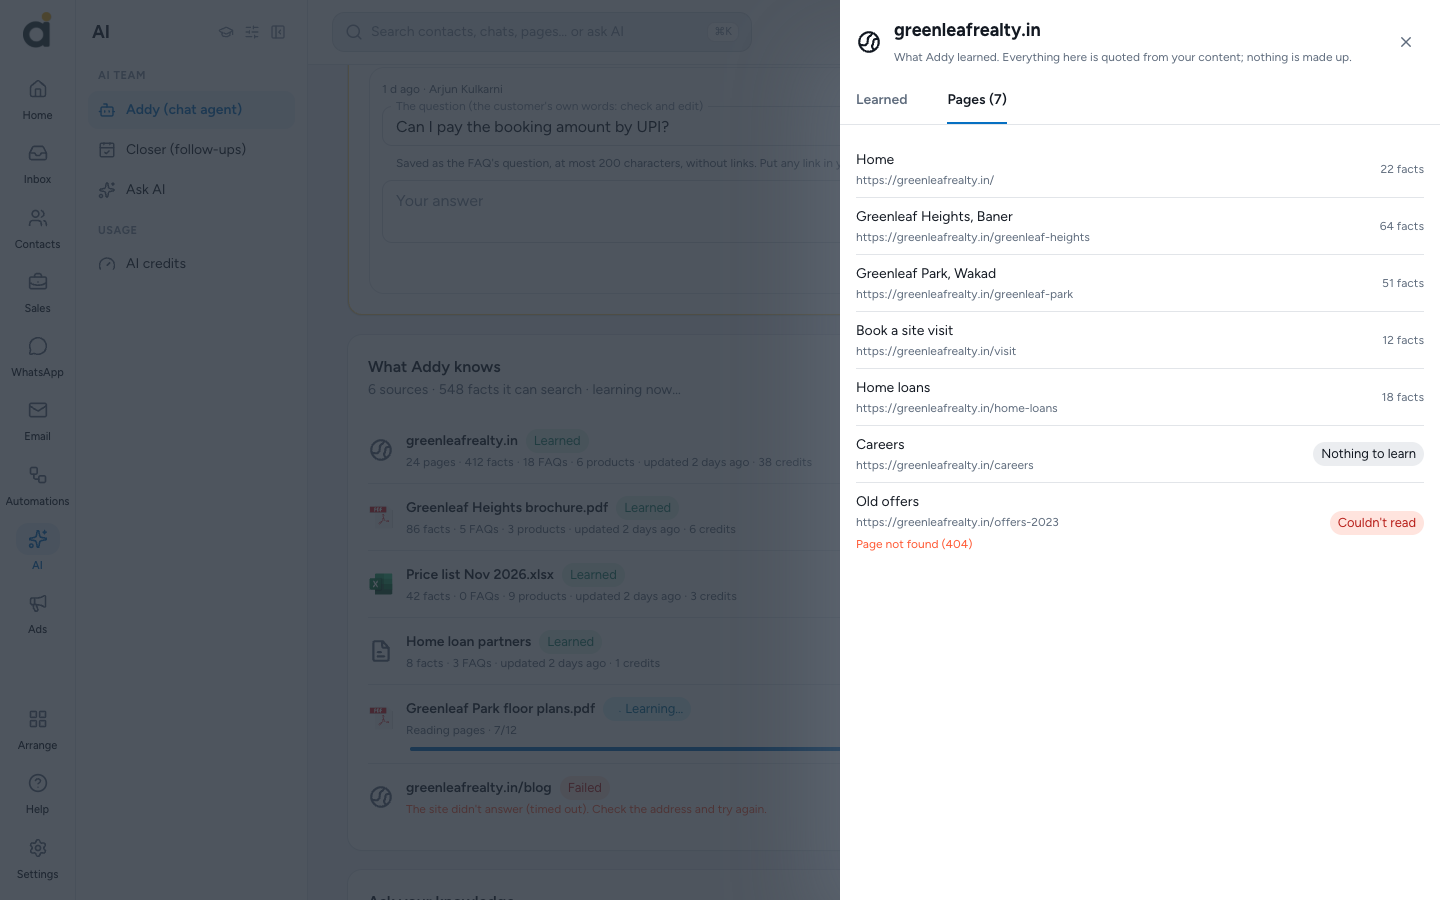 Home
Inbox
Contacts
Sales
WhatsApp
Email
Automations
AI
Ads
Arrange
Help
Settings
AI
AI TEAM
Addy (chat agent)
Closer (follow-ups)
Ask AI
USAGE
AI credits
Search contacts, chats, pages... or ask AI
⌘K
1 d ago · Arjun Kulkarni
The question (the customer's own words: check and edit)
Can I pay the booking amount by UPI?
Saved as the FAQ's question, at most 200 characters, without links. Put any link in
Your answer
What Addy knows
6 sources · 548 facts it can search · learning now...
greenleafrealty.in Learned
24 pages · 412 facts · 18 FAQs · 6 products · updated 2 days ago · 38 credits
Greenleaf Heights brochure.pdf Learned
86 facts · 5 FAQs · 3 products · updated 2 days ago · 6 credits
Price list Nov 2026.xlsx Learned
42 facts · 0 FAQs · 9 products · updated 2 days ago · 3 credits
Home loan partners Learned
8 facts · 3 FAQs · updated 2 days ago · 1 credits
Greenleaf Park floor plans.pdf Learning...
Reading pages · 7/12
greenleafrealty.in/blog Failed
The site didn't answer (timed out). Check the address and try again.
greenleafrealty.in
What Addy learned. Everything here is quoted from your content; nothing is made up.
Learned
Pages (7)
Home
https://greenleafrealty.in/
22 facts
Greenleaf Heights, Baner
https://greenleafrealty.in/greenleaf-heights
64 facts
Greenleaf Park, Wakad
https://greenleafrealty.in/greenleaf-park
51 facts
Book a site visit
https://greenleafrealty.in/visit
12 facts
Home loans
https://greenleafrealty.in/home-loans
18 facts
Careers
https://greenleafrealty.in/careers
Nothing to learn
Old offers
https://greenleafrealty.in/offers-2023
Couldn't read
Page not found (404)